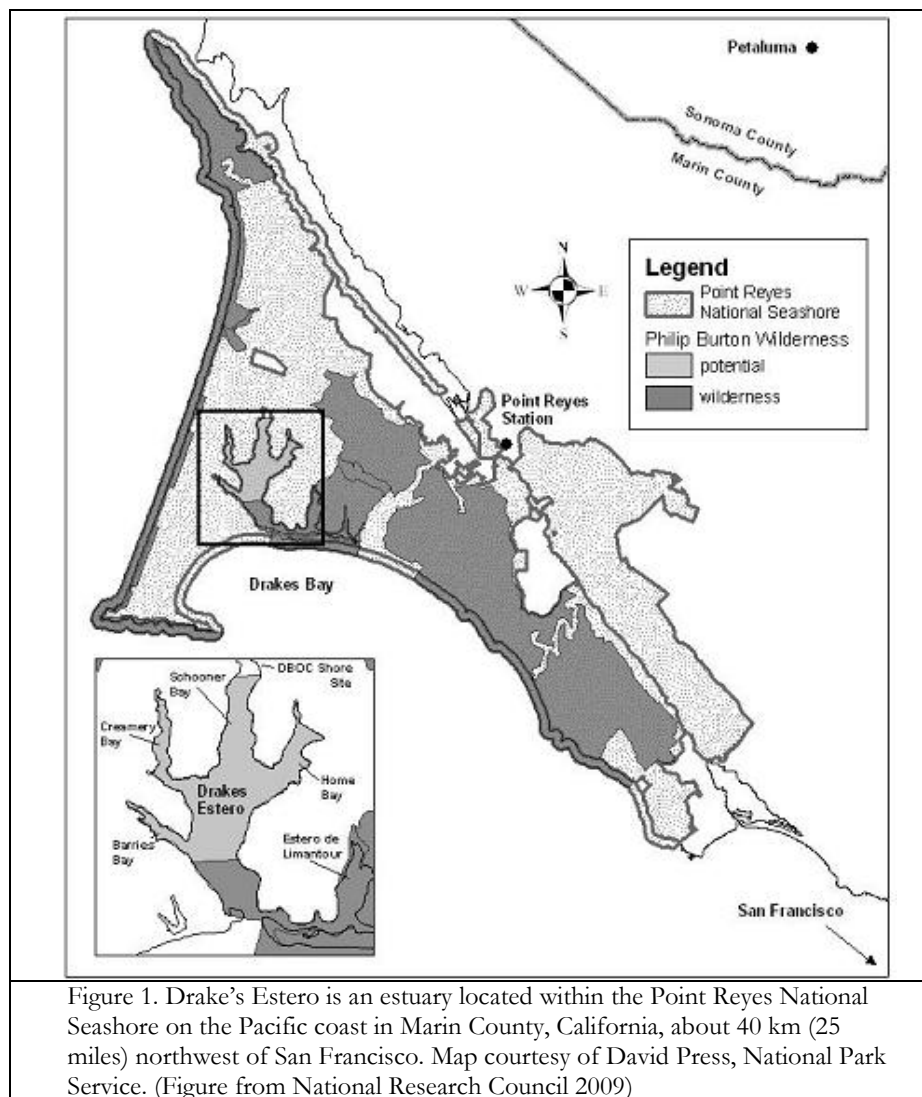 Petaluma
Sonoma County
Marin County
N
W E
S
Legend
Point Reyes
National Seashore
Philip Burton Wilderness
potential
wilderness
Point Reyes
Station
Drakes Bay
DBOC Shore
Site
Schooner
Bay
Creamery
Bay
Home
Bay
Drakes
Estero
Barries
Bay
Estero de
Limantour
San Francisco
Figure 1. Drake’s Estero is an estuary located within the Point Reyes National
Seashore on the Pacific coast in Marin County, California, about 40 km (25
miles) northwest of San Francisco. Map courtesy of David Press, National Park
Service. (Figure from National Research Council 2009)